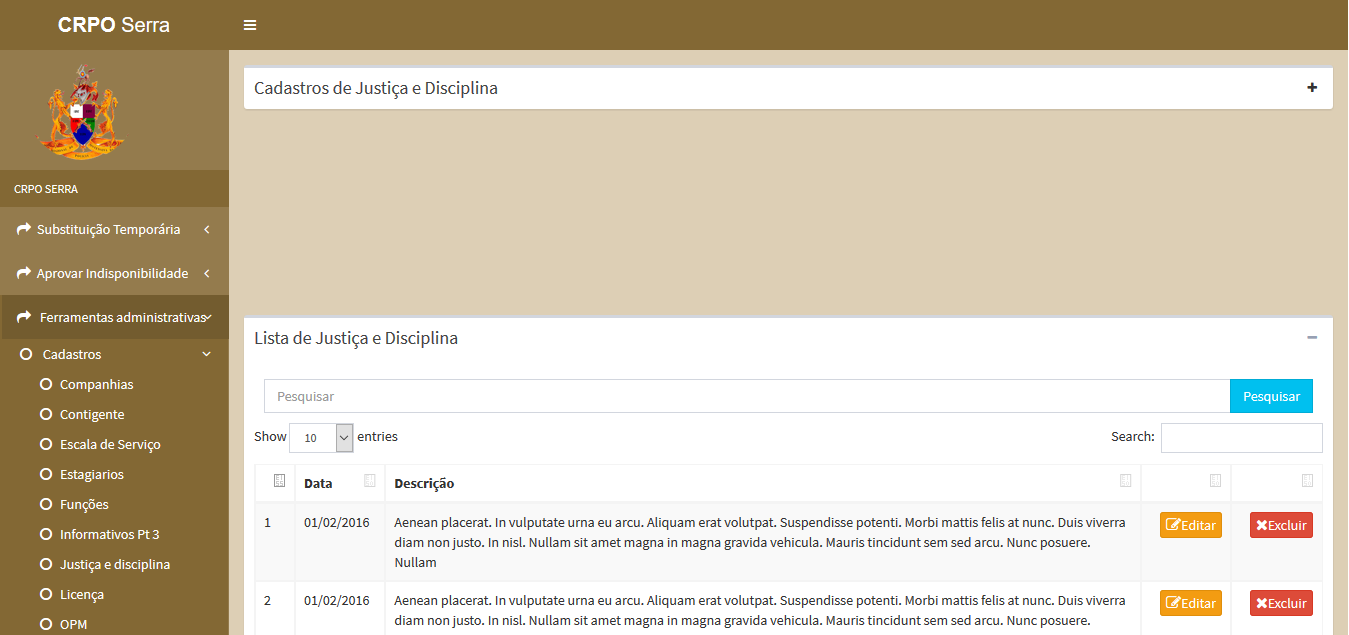 CRPO Serra
Cadastros de Justiça e Disciplina
CRPO SERRA
Substituição Temporária
Aprovar Indisponibilidade
Ferramentas administrativas
Cadastros
Companhias
Contigente
Escala de Serviço
Estagiarios
Funções
Informativos Pt 3
Justiça e disciplina
Licença
OPM
Lista de Justiça e Disciplina
Pesquisar Pesquisar
Show 10 entries Search:
Data Descrição
1 01/02/2016 Aenean placerat. In vulputate urna eu arcu. Aliquam erat volutpat. Suspendisse potenti. Morbi mattis felis at nunc. Duis viverra Editar Excluir
diam non justo. In nisl. Nullam sit amet magna in magna gravida vehicula. Mauris tincidunt sem sed arcu. Nunc posuere.
Nullam
2 01/02/2016 Aenean placerat. In vulputate urna eu arcu. Aliquam erat volutpat. Suspendisse potenti. Morbi mattis felis at nunc. Duis viverra Editar Excluir
diam non justo. In nisl. Nullam sit amet magna in magna gravida vehicula. Mauris tincidunt sem sed arcu. Nunc posuere.